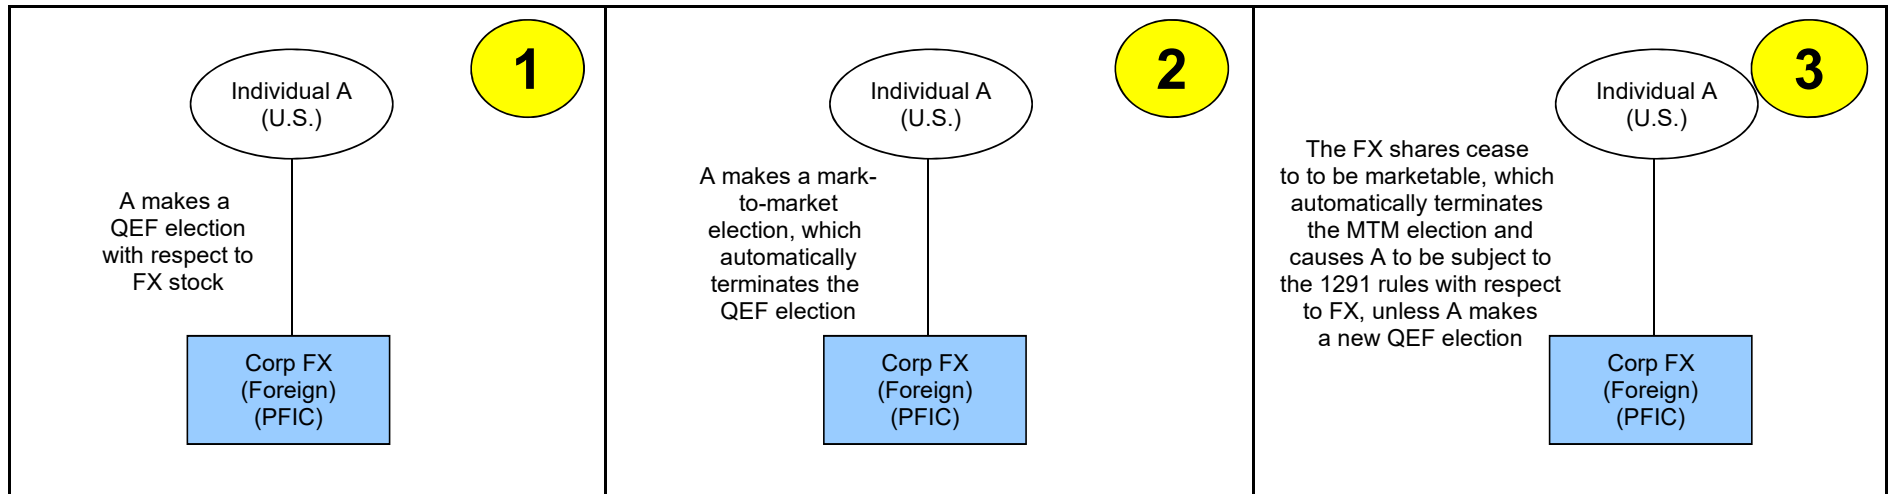 1
Individual A
(U.S.)
A makes a
QEF election
with respect to
FX stock
Corp FX
(Foreign)
(PFIC)
2
Individual A
(U.S.)
A makes a mark-
to-market
election, which
automatically
terminates the
QEF election
Corp FX
(Foreign)
(PFIC)
3
Individual A
(U.S.)
The FX shares cease
to to be marketable, which
automatically terminates
the MTM election and
causes A to be subject to
the 1291 rules with respect
to FX, unless A makes
a new QEF election
Corp FX
(Foreign)
(PFIC)